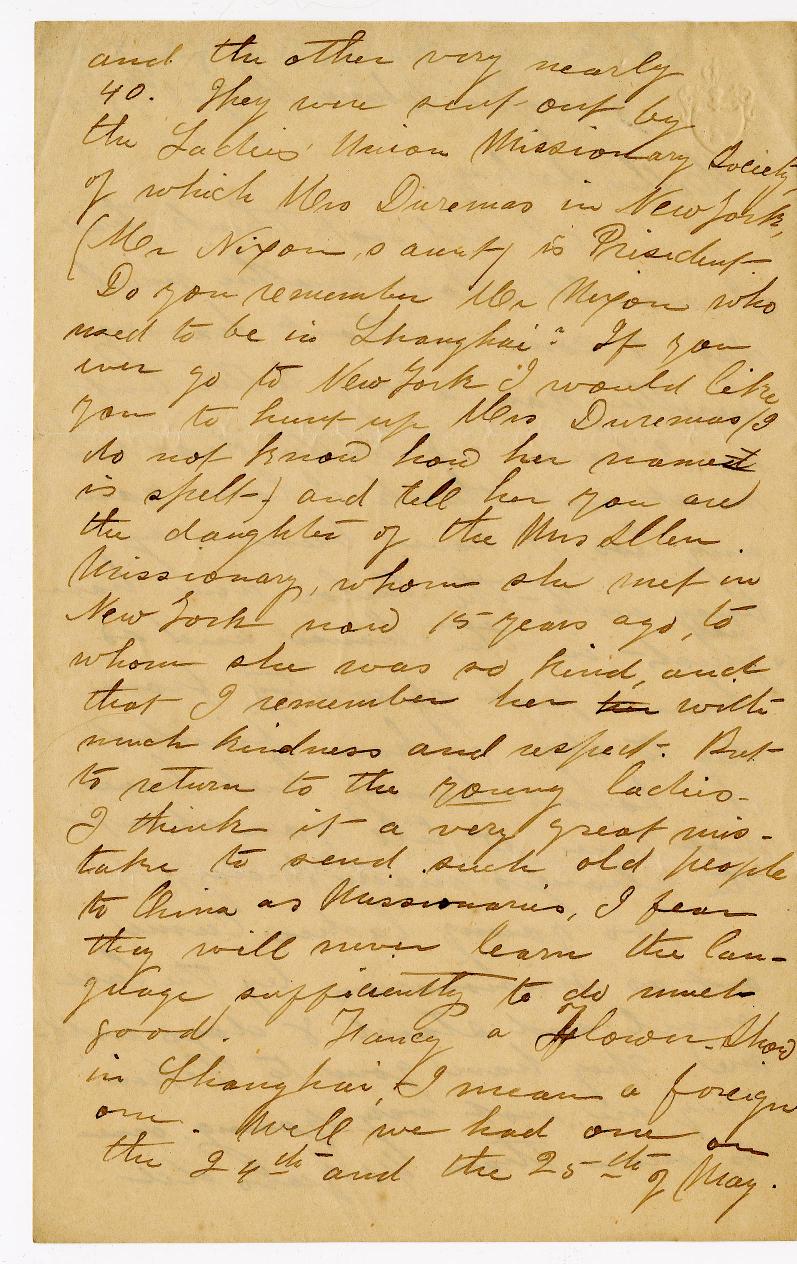 and the other very nearly
40. They were sent out by
the Ladies' Union Missionary Society,
of which Mrs Duremas in New York,
(Mr Nixon,s aunt) is President
Do you remember Mr Nixon who
used to be in Shanghai? If you
ever go to New York I would like
you to hunt up Mrs Duremas (I
do not know how her name
is spelt) and tell her you are
the daughter of the Mrs Allen
Missionary, whom she met in
New York now 15 years ago, to
whom she was so kind, and
that I remember her her with
much kindness and respect. But
to return to the young ladies.
I think it a very great mis-
take to send such old people
to China as Missionaries, I fear
they will never learn the lan-
guage sufficiently to do much
good. Fancy a Flower-Show
in Shanghai, I mean a foreign
one. Well we had one on
the 24th and the 25th of May.